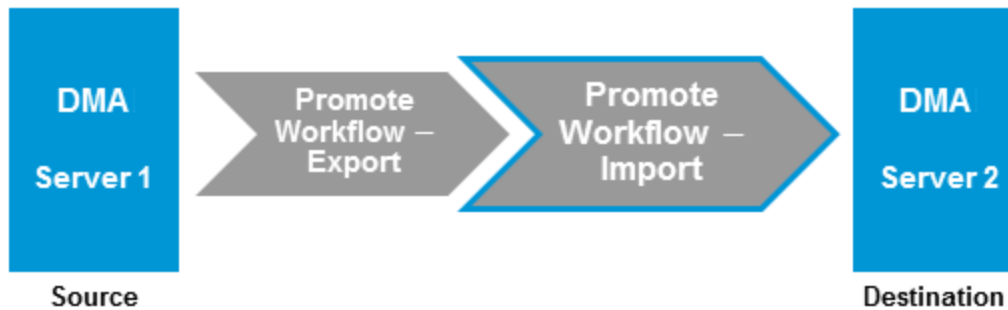 DMA
Server 1
Source
Promote
Workflow –
Export
Promote
Workflow –
Import
DMA
Server 2
Destination